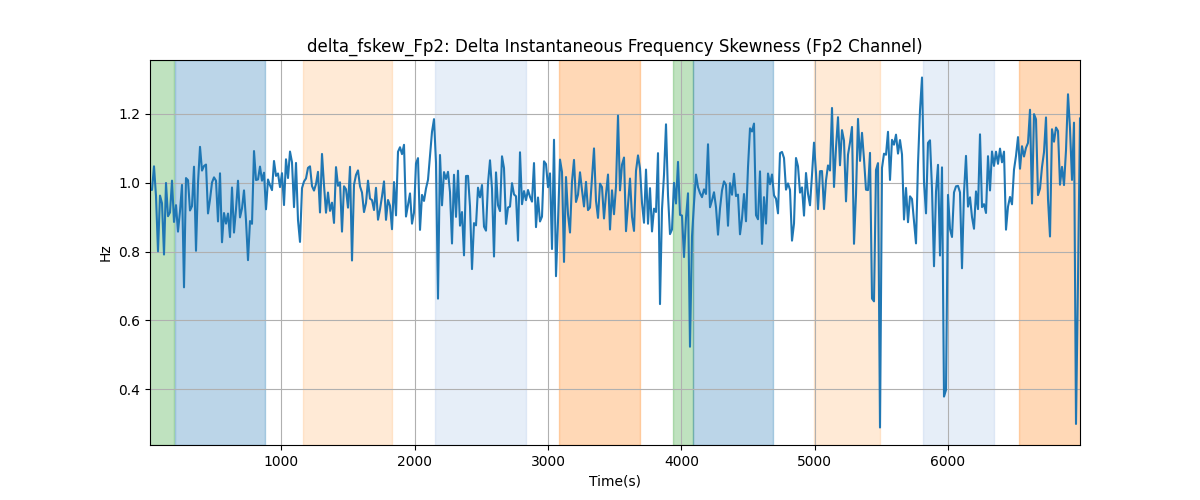 delta_fskew_Fp2: Delta Instantaneous Frequency Skewness (Fp2 Channel)
1.2
1.0
0.8
0.6
0.4
Hz
1000 2000 3000 4000 5000 6000
Time(s)